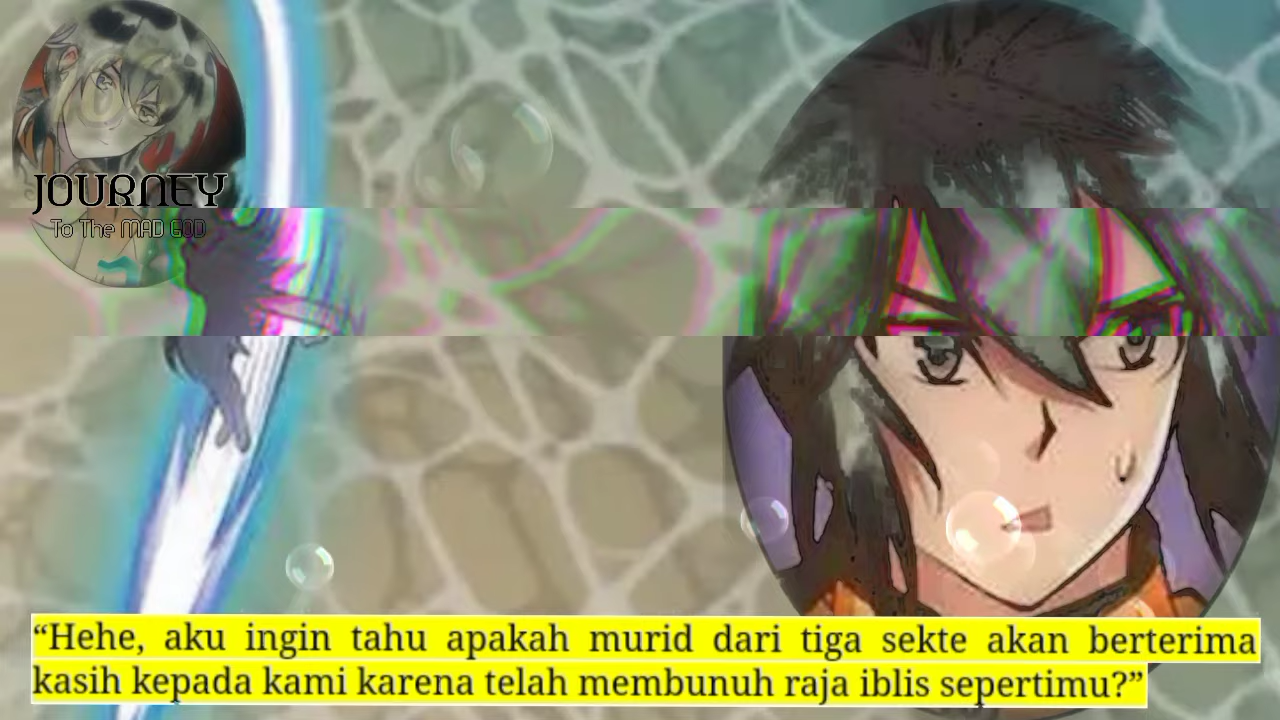 JOURNEY
To The MAD GOD
“Hehe, aku ingin tahu apakah murid dari tiga sekte akan berterima
kasih kepada kami karena telah membunuh raja iblis sepertimu?”